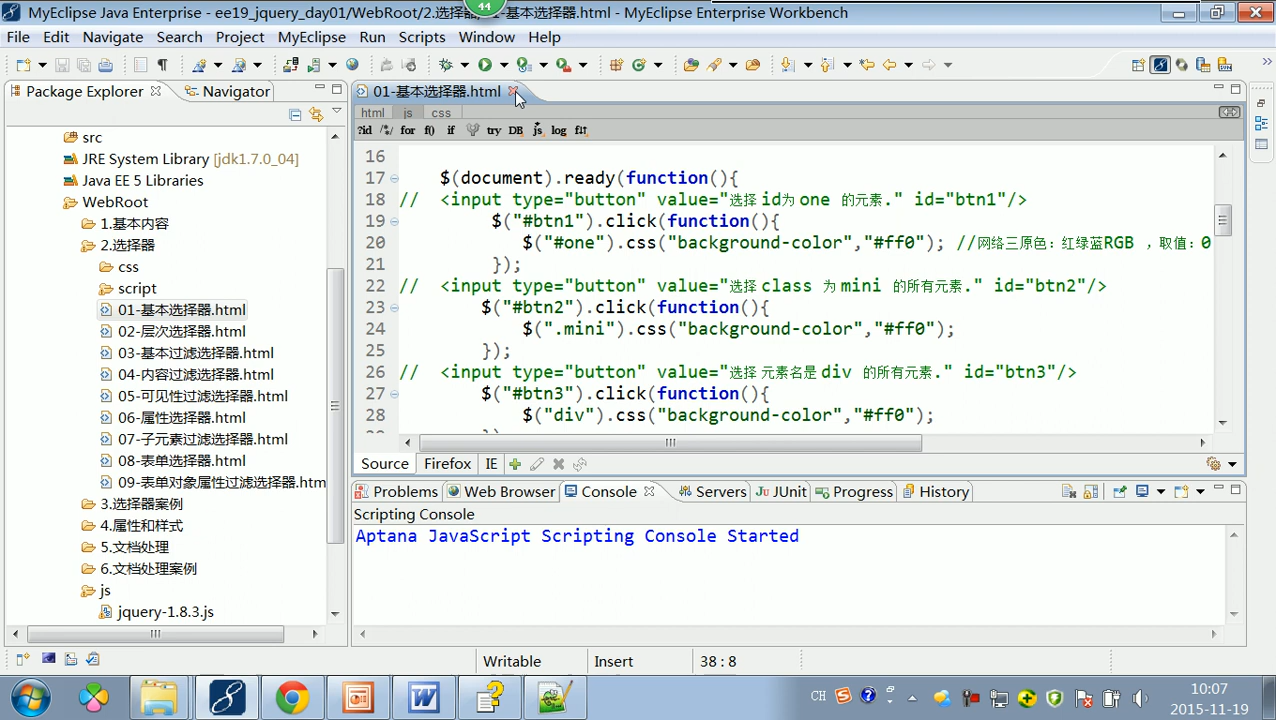 MyEclipse Java Enterprise - ee19_jquery_day01/WebRoot/2.选择器/01-基本选择器.html - MyEclipse Enterprise Workbench
44
File Edit Navigate Search Project MyEclipse Run Scripts Window Help
Package Explorer Navigator
01-基本选择器.html
html js css
?id /*/ for f() if try DB js log
src
JRE System Library [jdk1.7.0_04]
Java EE 5 Libraries
WebRoot
1.基本内容
2.选择器
css
script
01-基本选择器.html
02-层次选择器.html
03-基本过滤选择器.html
04-内容过滤选择器.html
05-可见性过滤选择器.html
06-属性选择器.html
07-子元素过滤选择器.html
08-表单选择器.html
09-表单对象属性过滤选择器.htm
3.选择器案例
4.属性和样式
5.文档处理
6.文档处理案例
js
jquery-1.8.3.js
16
17 $(document).ready(function(){
18 // <input type="button" value="选择 id为 one 的元素." id="btn1"/>
19 $("#btn1").click(function(){
20 $("#one").css("background-color","#ff0"); //网络三原色：红绿蓝RGB ，取值：0
21 });
22 // <input type="button" value="选择 class 为 mini 的所有元素." id="btn2"/>
23 $("#btn2").click(function(){
24 $(".mini").css("background-color","#ff0");
25 });
26 // <input type="button" value="选择 元素名是 div 的所有元素." id="btn3"/>
27 $("#btn3").click(function(){
28 $("div").css("background-color","#ff0");
Source Firefox IE
Problems Web Browser Console Servers JUnit Progress History
Scripting Console
Aptana JavaScript Scripting Console Started
Writable Insert 38 : 8
CH
10:07
2015-11-19